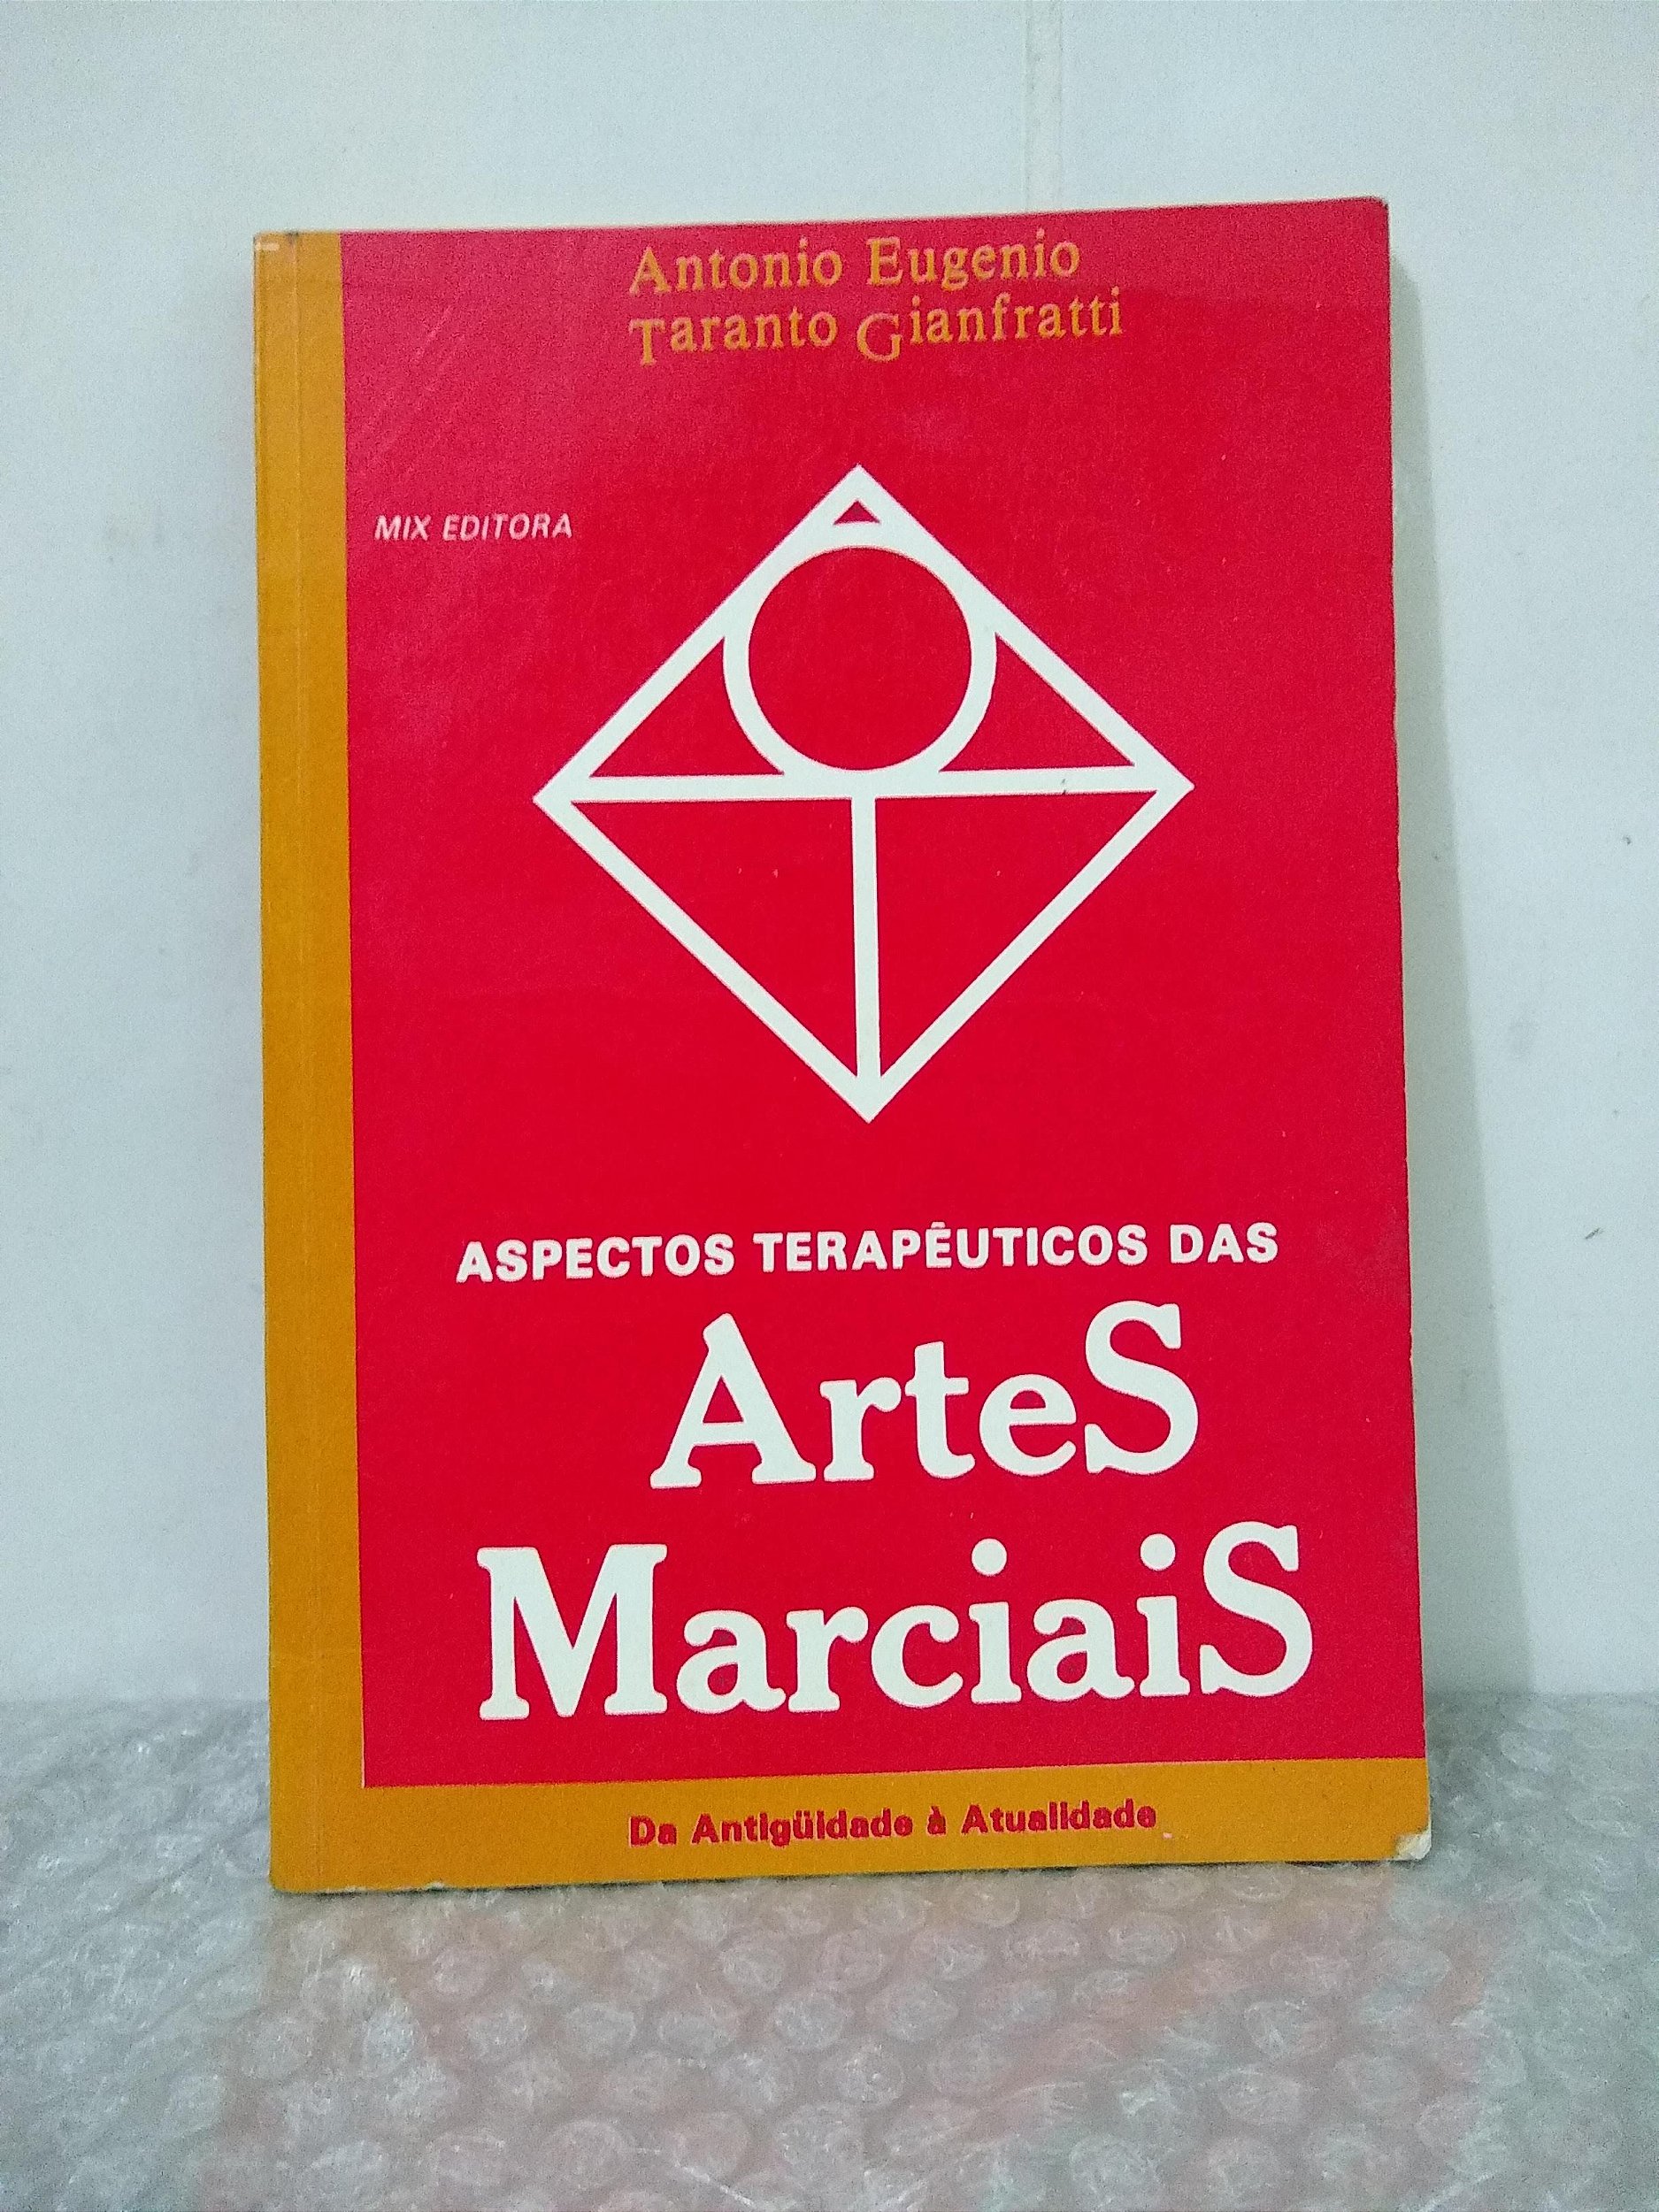 Antonio Eugenio
Taranto Gianfratti
MIX EDITORA
ASPECTOS TERAPÊUTICOS DAS
ArteS
MarciaiS
Da Antigüidade à Atualidade